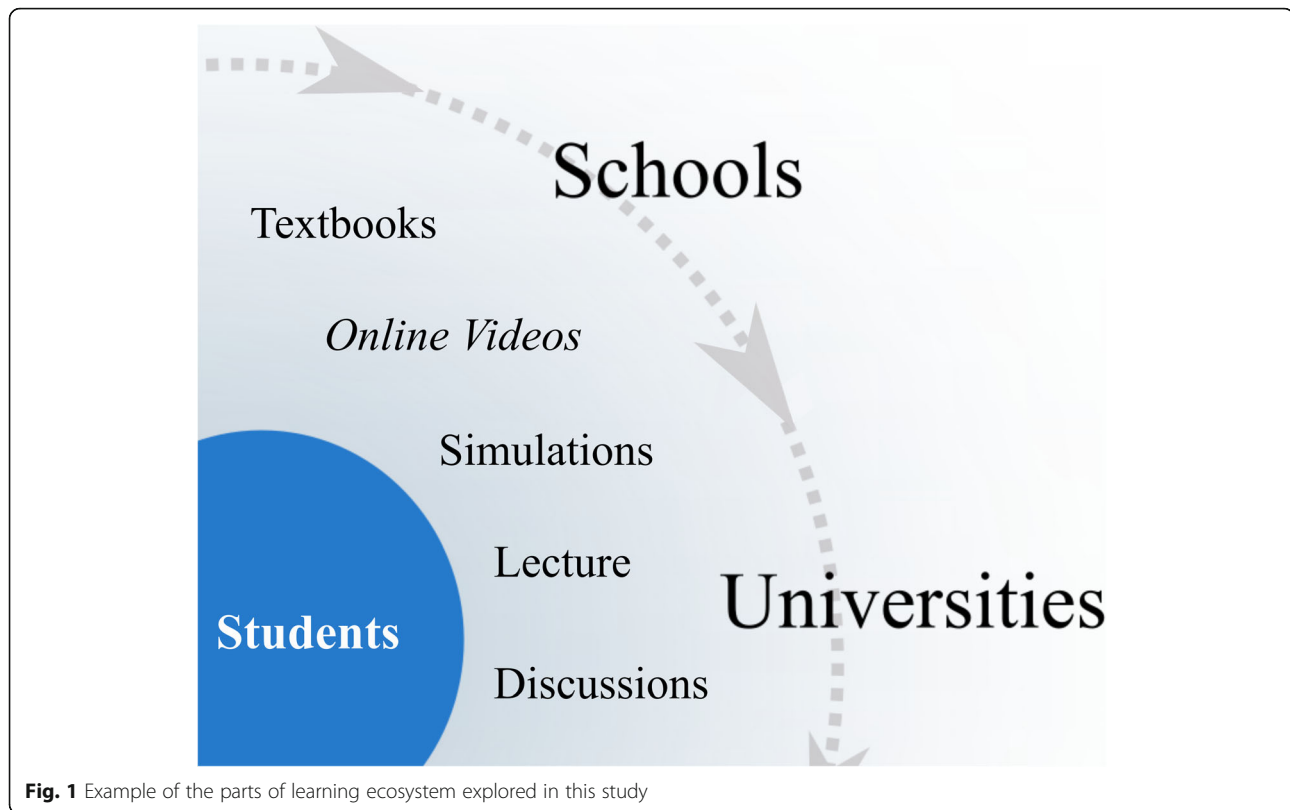 Schools
Textbooks
Online Videos
Simulations
Lecture
Universities
Students
Discussions
Fig. 1 Example of the parts of learning ecosystem explored in this study